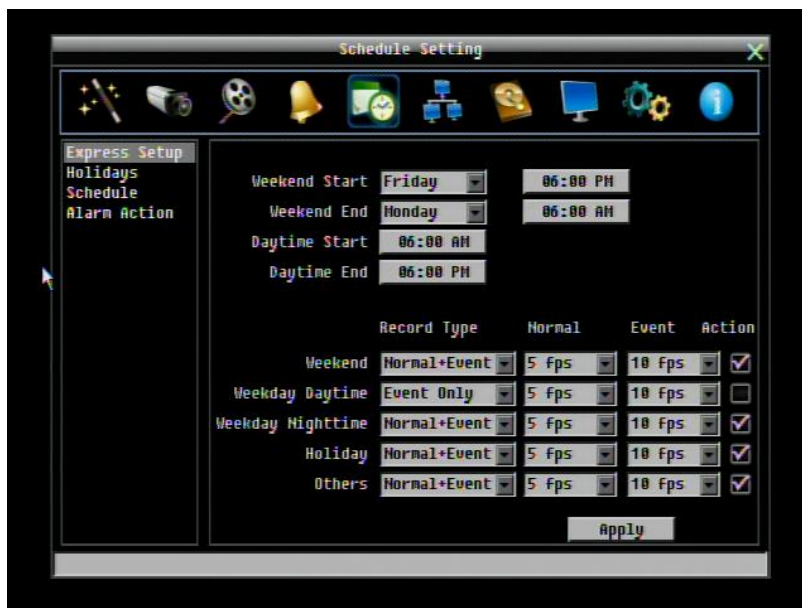 Schedule Setting
Express Setup
Holidays
Schedule
Alarm Action
Weekend Start Friday 06:00 PM
Weekend End Monday 06:00 AM
Daytime Start 06:00 AM
Daytime End 06:00 PM
Record Type Normal Event Action
Weekend Normal+Event 5 fps 10 fps
Weekday Daytime Event Only 5 fps 10 fps
Weekday Nighttime Normal+Event 5 fps 10 fps
Holiday Normal+Event 5 fps 10 fps
Others Normal+Event 5 fps 10 fps
Apply